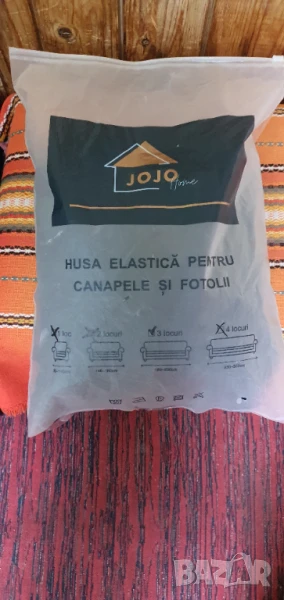 JOJO
Home
HUSA ELASTICĂ PENTRU
CANAPELE ȘI FOTOLII
1 loc 2 locuri 3 locuri 4 locuri
BAZAR